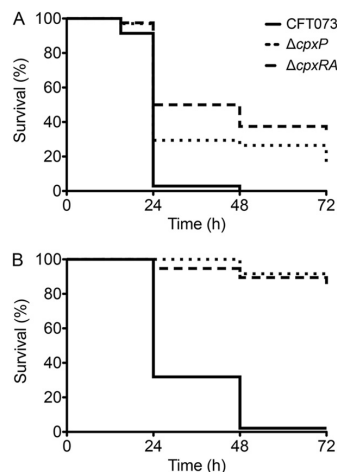 A
CFT073
ΔcpxP
ΔcpxRA
Survival (%)
100
80
60
40
20
0
0 24 48 72
Time (h)
B
Survival (%)
100
80
60
40
20
0
0 24 48 72
Time (h)